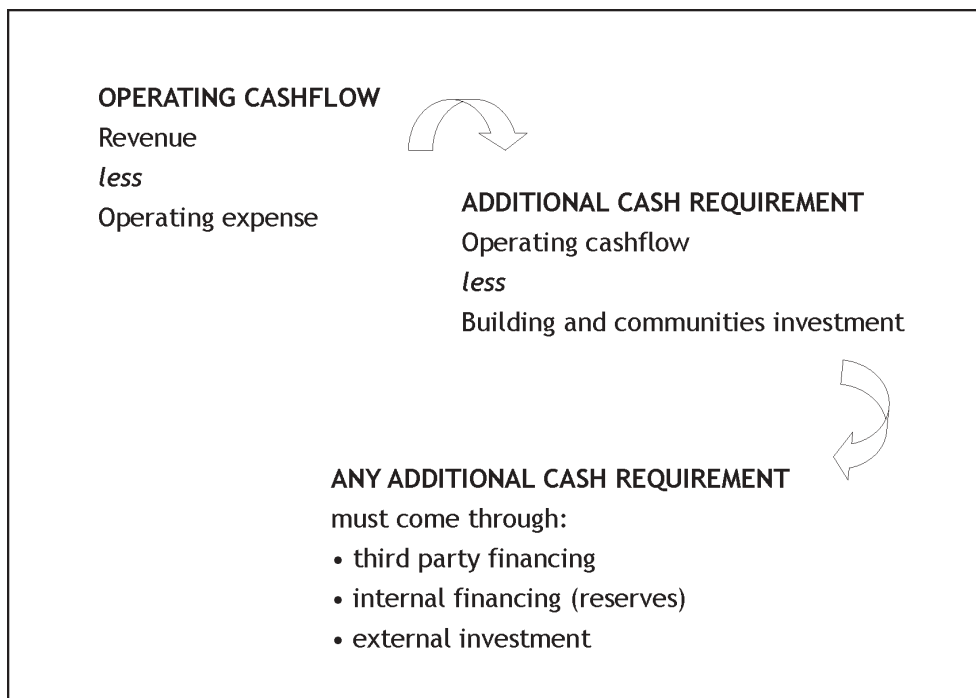 OPERATING CASHFLOW
Revenue
less
Operating expense
ADDITIONAL CASH REQUIREMENT
Operating cashflow
less
Building and communities investment
ANY ADDITIONAL CASH REQUIREMENT
must come through:
• third party financing
• internal financing (reserves)
• external investment